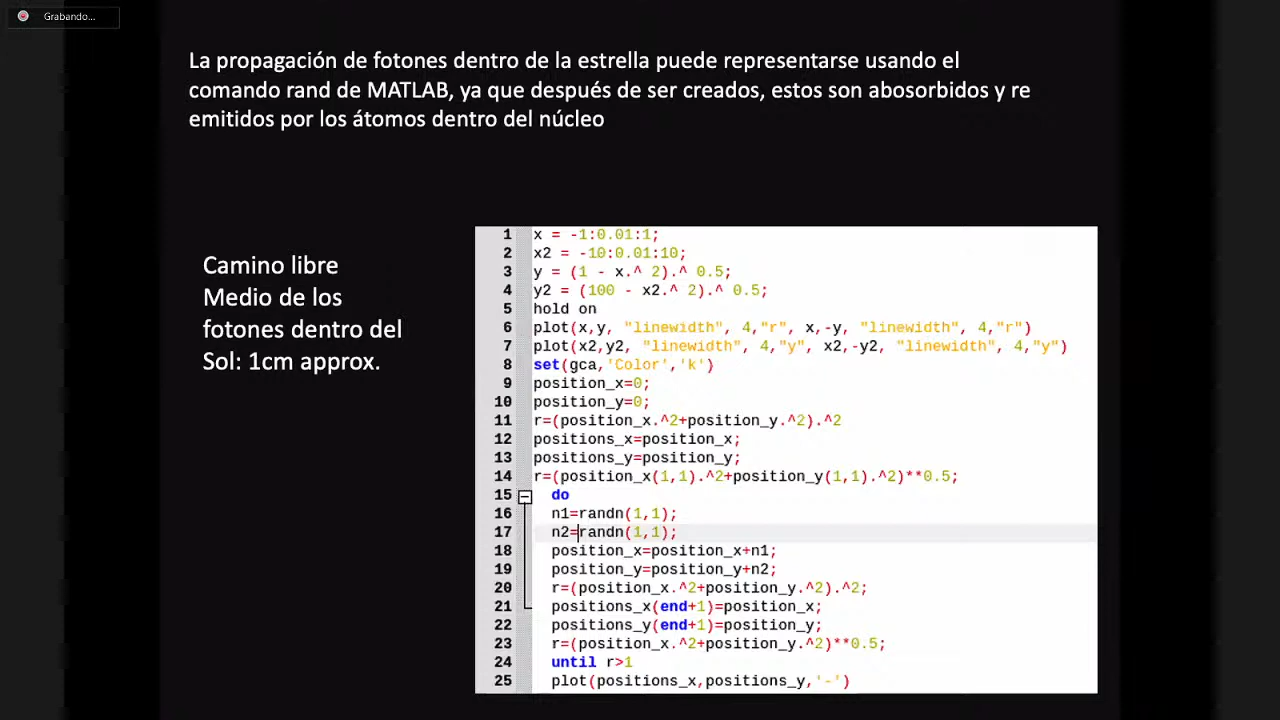 Grabando...
La propagación de fotones dentro de la estrella puede representarse usando el
comando rand de MATLAB, ya que después de ser creados, estos son abosorbidos y re
emitidos por los átomos dentro del núcleo
Camino libre
Medio de los
fotones dentro del
Sol: 1cm approx.
1 x = -1:0.01:1;
2 x2 = -10:0.01:10;
3 y = (1 - x.^ 2).^ 0.5;
4 y2 = (100 - x2.^ 2).^ 0.5;
5 hold on
6 plot(x,y, "linewidth", 4,"r", x,-y, "linewidth", 4,"r")
7 plot(x2,y2, "linewidth", 4,"y", x2,-y2, "linewidth", 4,"y")
8 set(gca,'Color','k')
9 position_x=0;
10 position_y=0;
11 r=(position_x.^2+position_y.^2).^2
12 positions_x=position_x;
13 positions_y=position_y;
14 r=(position_x(1,1).^2+position_y(1,1).^2)**0.5;
15 do
16 n1=randn(1,1);
17 n2=randn(1,1);
18 position_x=position_x+n1;
19 position_y=position_y+n2;
20 r=(position_x.^2+position_y.^2).^2;
21 positions_x(end+1)=position_x;
22 positions_y(end+1)=position_y;
23 r=(position_x.^2+position_y.^2)**0.5;
24 until r>1
25 plot(positions_x,positions_y,'-')